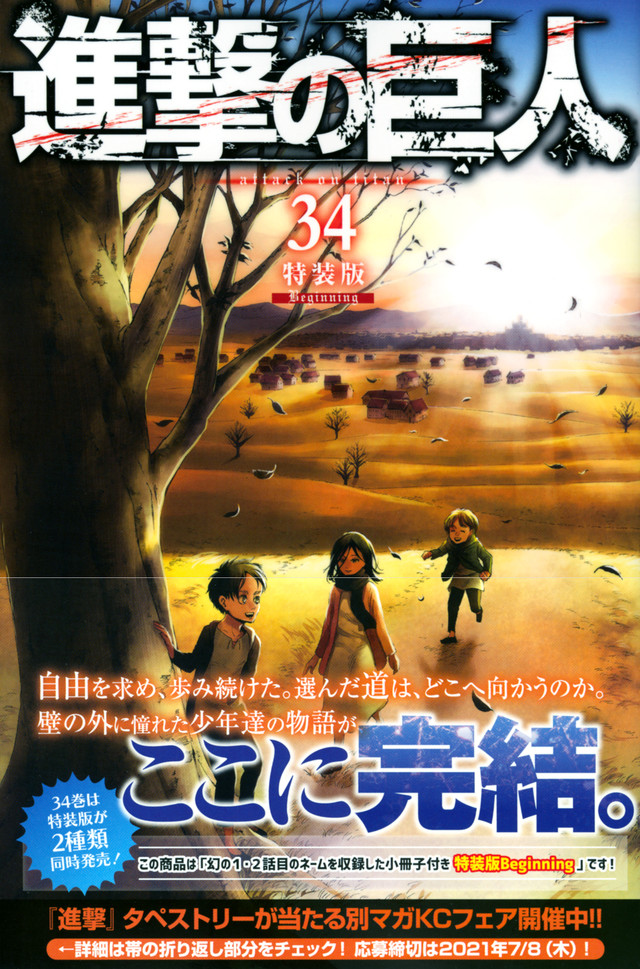 進撃の巨人
attack on titan
34
特装版
Beginning
自由を求め、歩み続けた。選んだ道は、どこへ向かうのか。
壁の外に憧れた少年達の物語が
ここに完結。
34巻は
特装版が
2種類
同時発売！
この商品は「幻の1・2話目のネームを収録した小冊子付き 特装版Beginning」です！
『進撃』タペストリーが当たる別マガKCフェア開催中!!
←詳細は帯の折り返し部分をチェック！ 応募締切は2021年7/8（木）！